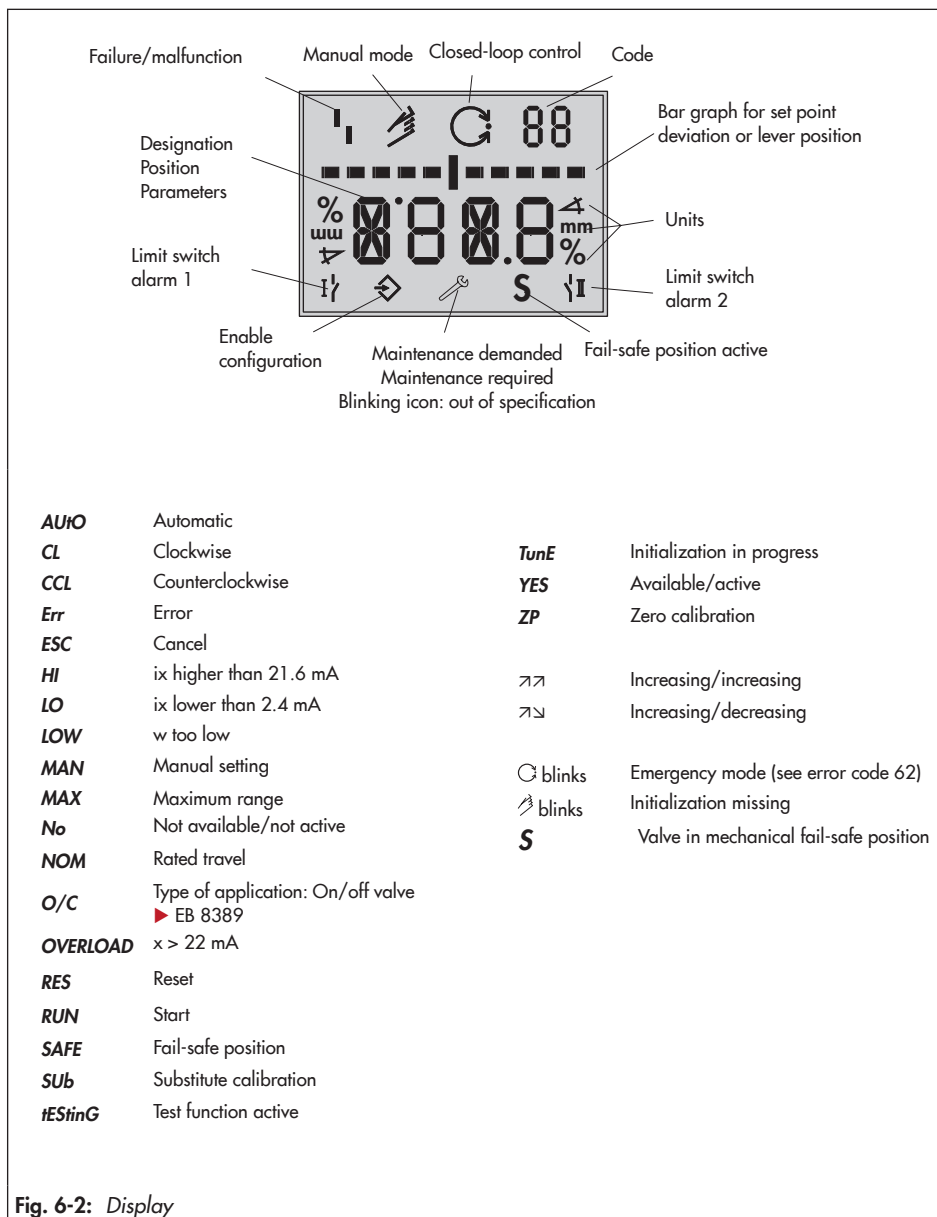 Failure/malfunction
Manual mode
Closed-loop control
Code
88
Bar graph for set point
deviation or lever position
Designation
Position
Parameters
%
mm
8.8
8.8
mm
%
Units
Limit switch
alarm 1
I
S
II
Limit switch
alarm 2
Enable
configuration
Maintenance demanded
Maintenance required
Blinking icon: out of specification
Fail-safe position active
AUtO Automatic
CL Clockwise
CCL Counterclockwise
Err Error
ESC Cancel
HI ix higher than 21.6 mA
LO ix lower than 2.4 mA
LOW w too low
MAN Manual setting
MAX Maximum range
No Not available/not active
NOM Rated travel
O/C Type of application: On/off valve
▶ EB 8389
OVERLOAD x > 22 mA
RES Reset
RUN Start
SAFE Fail-safe position
SUb Substitute calibration
tEStinG Test function active
TunE Initialization in progress
YES Available/active
ZP Zero calibration
↗↗ Increasing/increasing
↗↘ Increasing/decreasing
blinks Emergency mode (see error code 62)
blinks Initialization missing
S Valve in mechanical fail-safe position
Fig. 6-2: Display